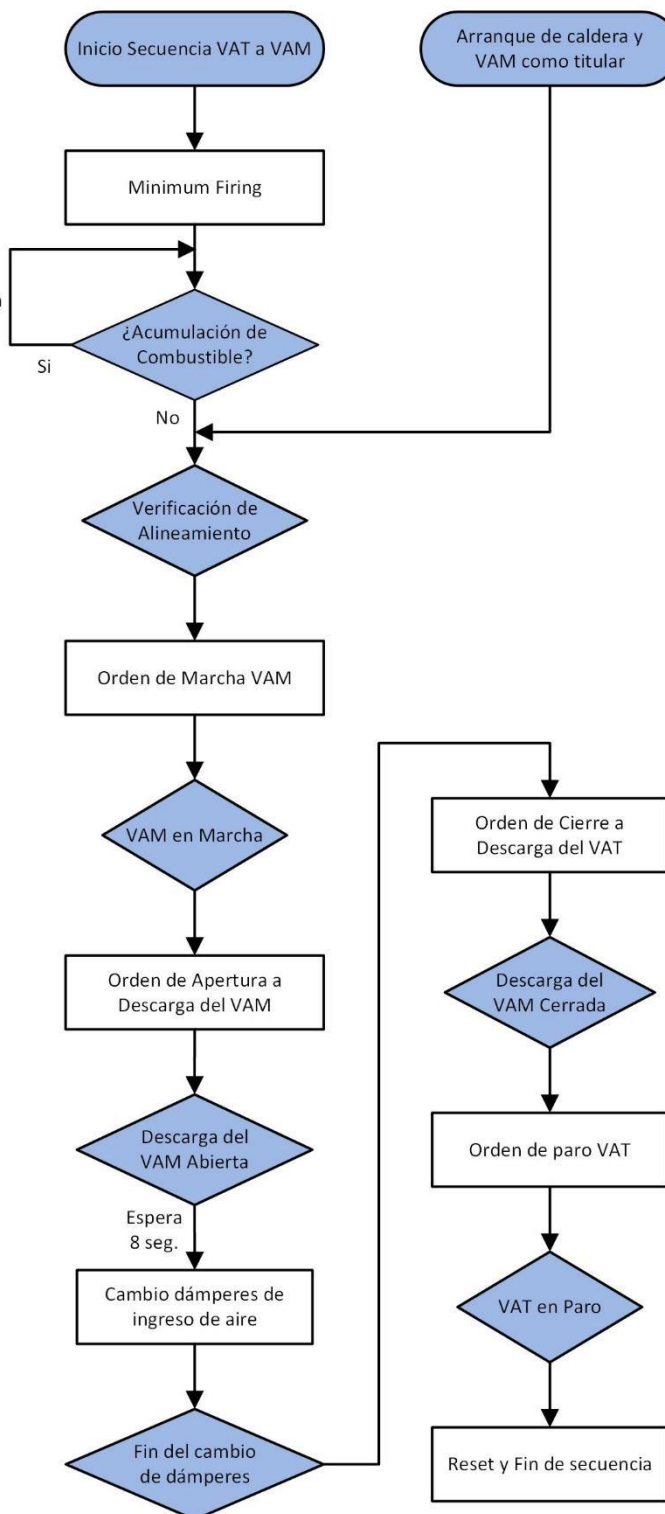 Inicio Secuencia VAT a VAM
Arranque de caldera y
VAM como titular
Minimum Firing
¿Acumulación de
Combustible?
Si
No
Verificación de
Alineamiento
Orden de Marcha VAM
VAM en Marcha
Orden de Apertura a
Descarga del VAM
Descarga del
VAM Abierta
Espera
8 seg.
Cambio dámperes de
ingreso de aire
Fin del cambio
de dámperes
Orden de Cierre a
Descarga del VAT
Descarga del
VAM Cerrada
Orden de paro VAT
VAT en Paro
Reset y Fin de secuencia